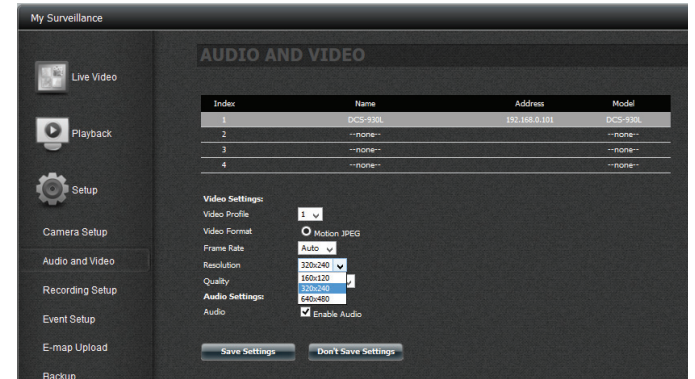 My Surveillance
Live Video
Playback
Setup
Camera Setup
Audio and Video
Recording Setup
Event Setup
E-map Upload
Backup
AUDIO AND VIDEO
Index Name Address Model
1 DCS-930L 192.168.0.101 DCS-930L
2 --none-- --none--
3 --none-- --none--
4 --none-- --none--
Video Settings:
Video Profile 1
Video Format Motion JPEG
Frame Rate Auto
Resolution 320x240
160x120
320x240
640x480
Quality
Audio Settings:
Audio Enable Audio
Save Settings Don't Save Settings